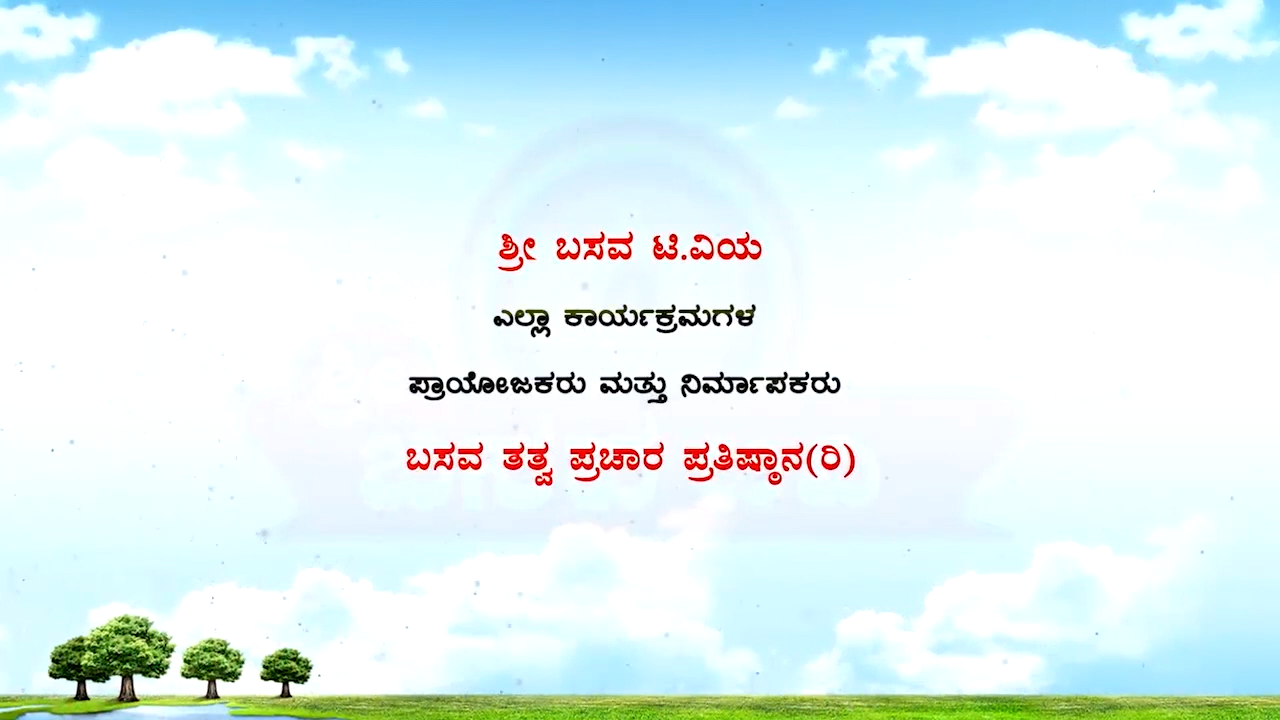 ಶ್ರೀ ಬಸವ ಟಿ.ವಿಯ
ಎಲ್ಲಾ ಕಾರ್ಯಕ್ರಮಗಳ
ಪ್ರಾಯೋಜಕರು ಮತ್ತು ನಿರ್ಮಾಪಕರು
ಬಸವ ತತ್ವ ಪ್ರಚಾರ ಪ್ರತಿಷ್ಠಾನ(ರಿ)